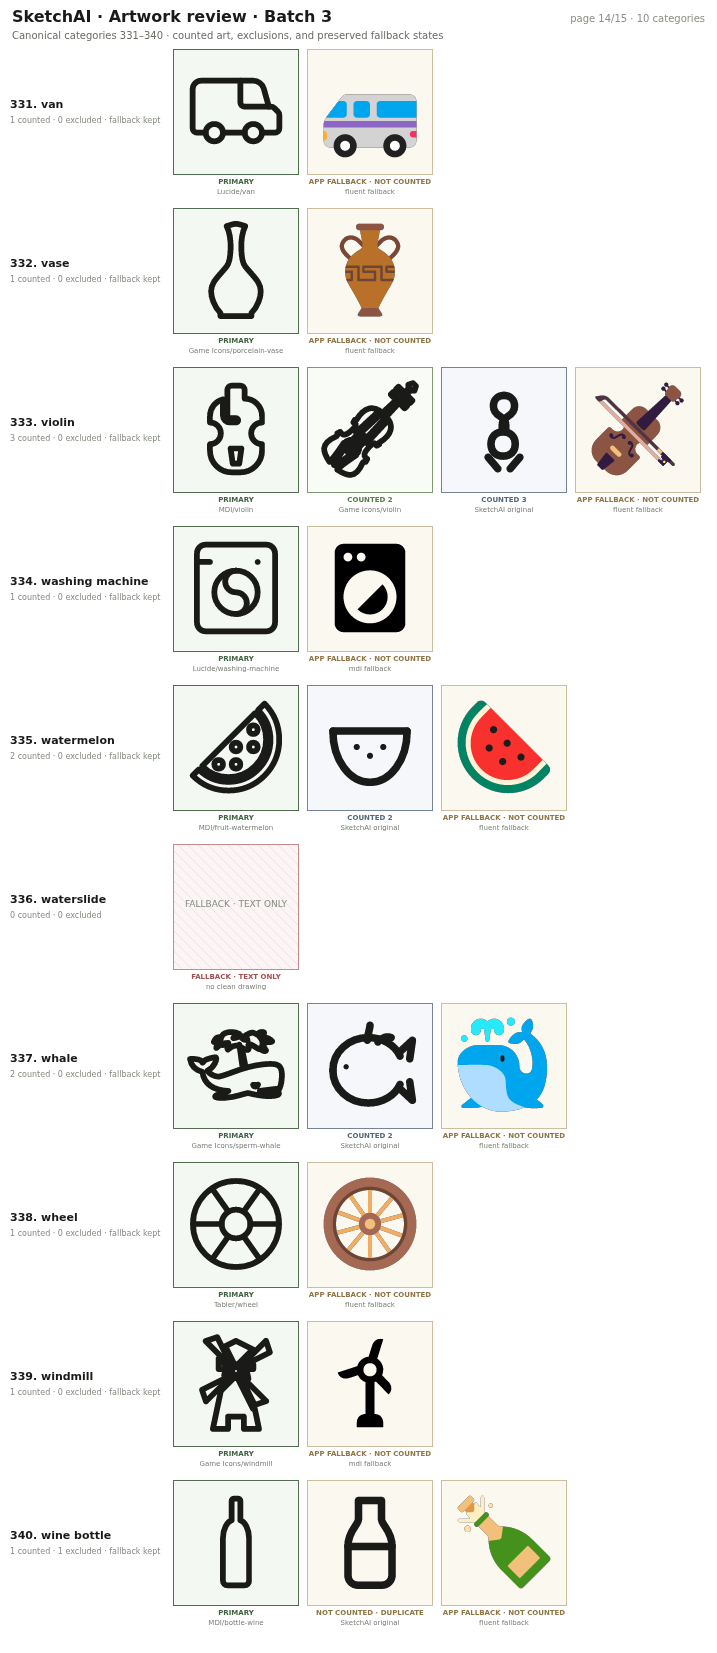 SketchAI · Artwork review · Batch 3
page 14/15 · 10 categories
Canonical categories 331–340 · counted art, exclusions, and preserved fallback states
331. van
1 counted · 0 excluded · fallback kept
PRIMARY
Lucide/van
APP FALLBACK · NOT COUNTED
fluent fallback
332. vase
1 counted · 0 excluded · fallback kept
PRIMARY
Game Icons/porcelain-vase
APP FALLBACK · NOT COUNTED
fluent fallback
333. violin
3 counted · 0 excluded · fallback kept
PRIMARY
MDI/violin
COUNTED 2
Game Icons/violin
COUNTED 3
SketchAI original
APP FALLBACK · NOT COUNTED
fluent fallback
334. washing machine
1 counted · 0 excluded · fallback kept
PRIMARY
Lucide/washing-machine
APP FALLBACK · NOT COUNTED
mdi fallback
335. watermelon
2 counted · 0 excluded · fallback kept
PRIMARY
MDI/fruit-watermelon
COUNTED 2
SketchAI original
APP FALLBACK · NOT COUNTED
fluent fallback
336. waterslide
0 counted · 0 excluded
FALLBACK · TEXT ONLY
FALLBACK · TEXT ONLY
no clean drawing
337. whale
2 counted · 0 excluded · fallback kept
PRIMARY
Game Icons/sperm-whale
COUNTED 2
SketchAI original
APP FALLBACK · NOT COUNTED
fluent fallback
338. wheel
1 counted · 0 excluded · fallback kept
PRIMARY
Tabler/wheel
APP FALLBACK · NOT COUNTED
fluent fallback
339. windmill
1 counted · 0 excluded · fallback kept
PRIMARY
Game Icons/windmill
APP FALLBACK · NOT COUNTED
mdi fallback
340. wine bottle
1 counted · 1 excluded · fallback kept
PRIMARY
MDI/bottle-wine
NOT COUNTED · DUPLICATE
SketchAI original
APP FALLBACK · NOT COUNTED
fluent fallback